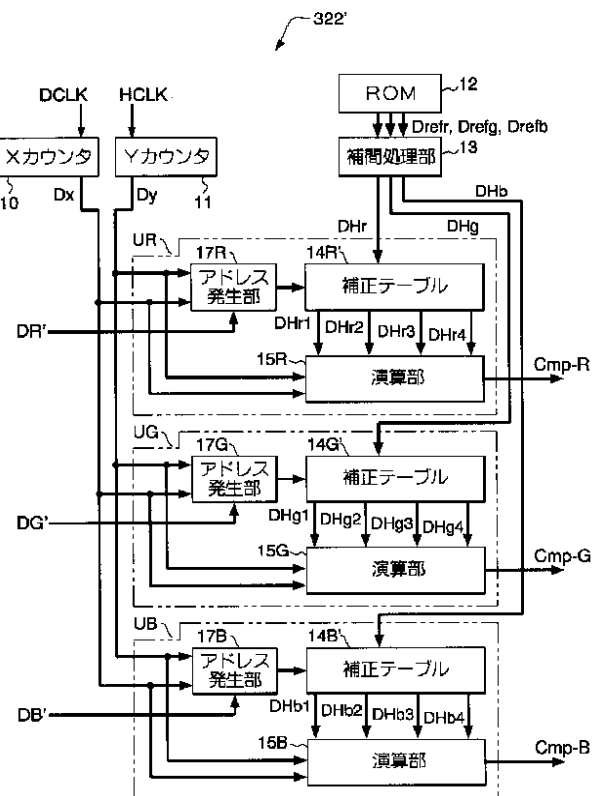 322'
DCLK
HCLK
ROM
12
Drefr, Drefg, Drefb
Xカウンタ
Yカウンタ
補間処理部
13
10
Dx
Dy
11
DHb
DHr
DHg
UR
17R
14R'
アドレス
発生部
補正テーブル
DR'
DHr1
DHr2
DHr3
DHr4
15R
演算部
Cmp-R
UG
17G
14G'
アドレス
発生部
補正テーブル
DG'
DHg1
DHg2
DHg3
DHg4
15G
演算部
Cmp-G
UB
17B
14B'
アドレス
発生部
補正テーブル
DB'
DHb1
DHb2
DHb3
DHb4
15B
演算部
Cmp-B